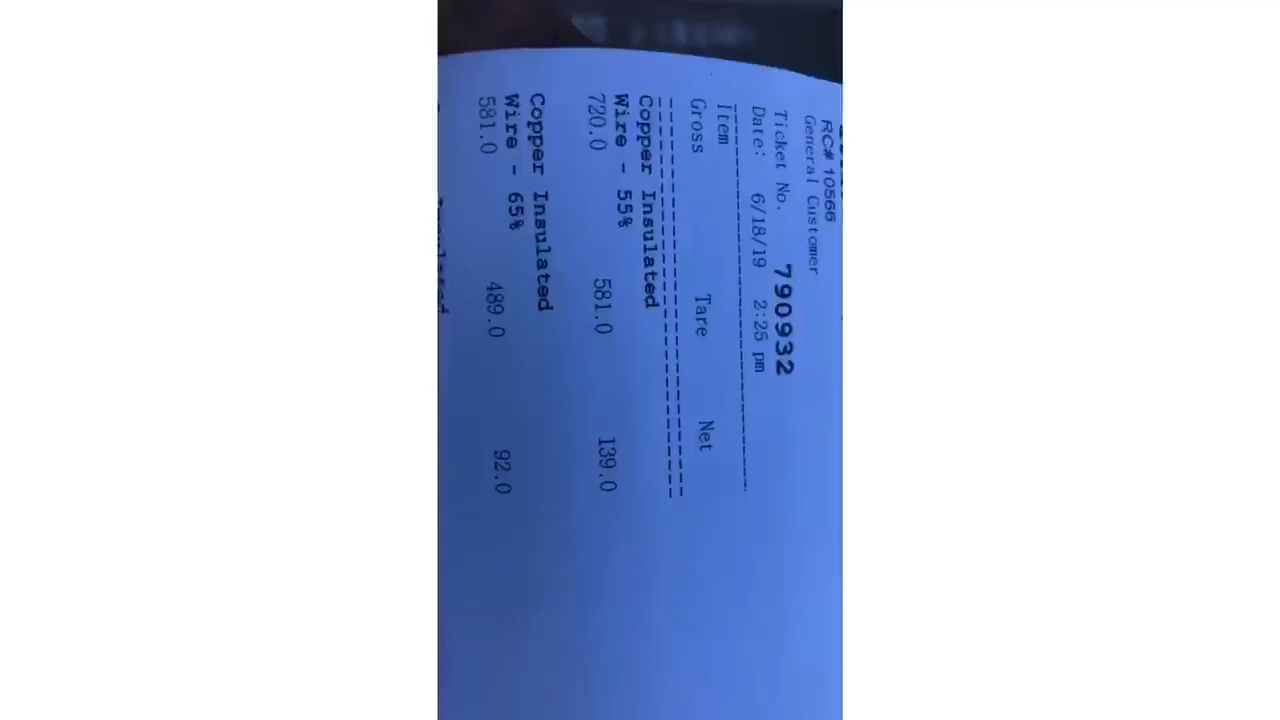 RC# 10566
General Customer
Ticket No. 790932
Date: 6/18/19 2:25 pm
Item
Gross Tare Net
Copper Insulated
Wire - 55%
720.0 581.0 139.0
Copper Insulated
Wire - 65%
581.0 489.0 92.0
Insulated